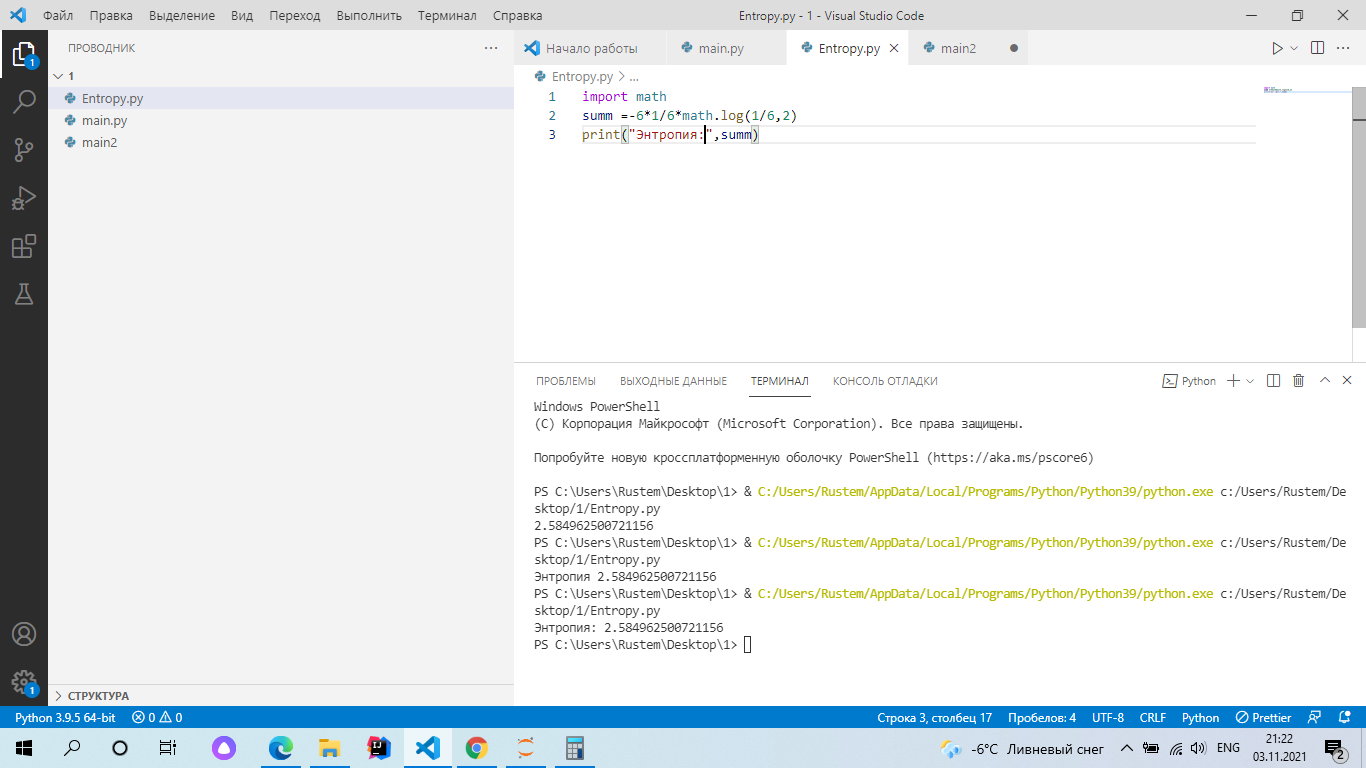 Файл Правка Выделение Вид Переход Выполнить Терминал Справка Entropy.py - 1 - Visual Studio Code
ПРОВОДНИК
1
Entropy.py
main.py
main2
СТРУКТУРА
Начало работы main.py Entropy.py main2
Entropy.py > ...
1 import math
2 summ =-6*1/6*math.log(1/6,2)
3 print("Энтропия:",summ)
ПРОБЛЕМЫ ВЫХОДНЫЕ ДАННЫЕ ТЕРМИНАЛ КОНСОЛЬ ОТЛАДКИ Python
Windows PowerShell
(C) Корпорация Майкрософт (Microsoft Corporation). Все права защищены.
Попробуйте новую кроссплатформенную оболочку PowerShell (https://aka.ms/pscore6)
PS C:\Users\Rustem\Desktop\1> & C:/Users/Rustem/AppData/Local/Programs/Python/Python39/python.exe c:/Users/Rustem/De
sktop/1/Entropy.py
2.584962500721156
PS C:\Users\Rustem\Desktop\1> & C:/Users/Rustem/AppData/Local/Programs/Python/Python39/python.exe c:/Users/Rustem/De
sktop/1/Entropy.py
Энтропия 2.584962500721156
PS C:\Users\Rustem\Desktop\1> & C:/Users/Rustem/AppData/Local/Programs/Python/Python39/python.exe c:/Users/Rustem/De
sktop/1/Entropy.py
Энтропия: 2.584962500721156
PS C:\Users\Rustem\Desktop\1>
1
1
Python 3.9.5 64-bit 0 0 Строка 3, столбец 17 Пробелов: 4 UTF-8 CRLF Python Prettier
-6°C Ливневый снег ENG 21:22
03.11.2021
2